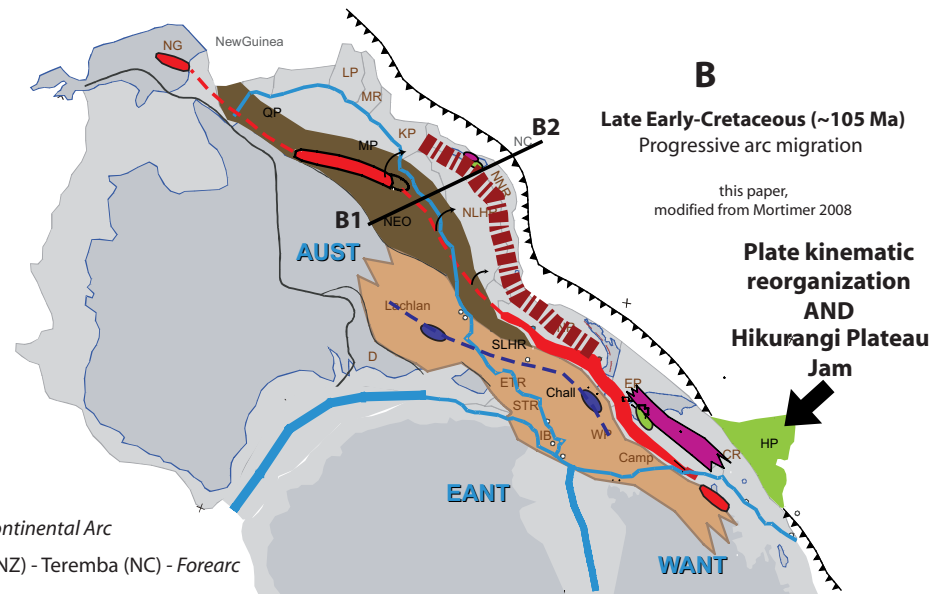 NG
NewGuinea
LP
MR
B
QP
Late Early-Cretaceous (~105 Ma)
KP
B2
Progressive arc migration
MP
NC
NNR
this paper,
modified from Mortimer 2008
B1
NEO
NLHR
AUST
Plate kinematic
reorganization
AND
Hikurangi Plateau
Jam
Lachlan
SLHR
D
ETR
Chall
STR
IB
WP
Camp
CR
HP
EANT
WANT
ontinental Arc
NZ) - Teremba (NC) - Forearc